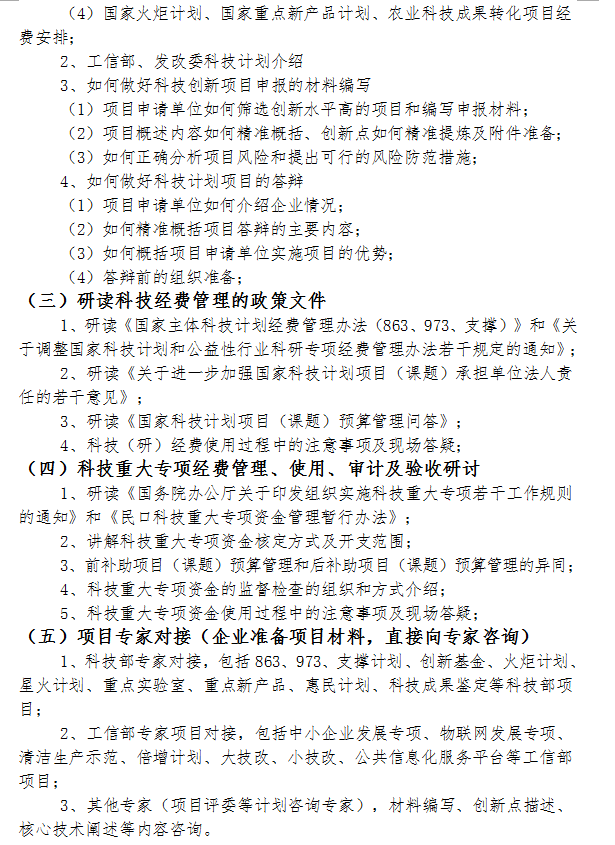 （4）国家火炬计划、国家重点新产品计划、农业科技成果转化项目经
费安排；
2、工信部、发改委科技计划介绍
3、如何做好科技创新项目申报的材料编写
（1）项目申请单位如何筛选创新水平高的项目和编写申报材料；
（2）项目概述内容如何精准概括、创新点如何精准提炼及附件准备；
（3）如何正确分析项目风险和提出可行的风险防范措施；
4、如何做好科技计划项目的答辩
（1）项目申请单位如何介绍企业情况；
（2）如何精准概括项目答辩的主要内容；
（3）如何概括项目申请单位实施项目的优势；
（4）答辩前的组织准备；
（三）研读科技经费管理的政策文件
1、研读《国家主体科技计划经费管理办法（863、973、支撑）》和《关
于调整国家科技计划和公益性行业科研专项经费管理办法若干规定的通知》；
2、研读《关于进一步加强国家科技计划项目（课题）承担单位法人责
任的若干意见》；
3、研读《国家科技计划项目（课题）预算管理问答》；
4、科技（研）经费使用过程中的注意事项及现场答疑；
（四）科技重大专项经费管理、使用、审计及验收研讨
1、研读《国务院办公厅关于印发组织实施科技重大专项若干工作规则
的通知》和《民口科技重大专项资金管理暂行办法》；
2、讲解科技重大专项资金核定方式及开支范围；
3、前补助项目（课题）预算管理和后补助项目（课题）预算管理的异同；
4、科技重大专项资金的监督检查的组织和方式介绍；
5、科技重大专项资金使用过程中的注意事项及现场答疑；
（五）项目专家对接（企业准备项目材料，直接向专家咨询）
1、科技部专家对接，包括863、973、支撑计划、创新基金、火炬计划、
星火计划、重点实验室、重点新产品、惠民计划、科技成果鉴定等科技部项
目；
2、工信部专家项目对接，包括中小企业发展专项、物联网发展专项、
清洁生产示范、倍增计划、大技改、小技改、公共信息化服务平台等工信部
项目；
3、其他专家（项目评委等计划咨询专家），材料编写、创新点描述、
核心技术阐述等内容咨询。